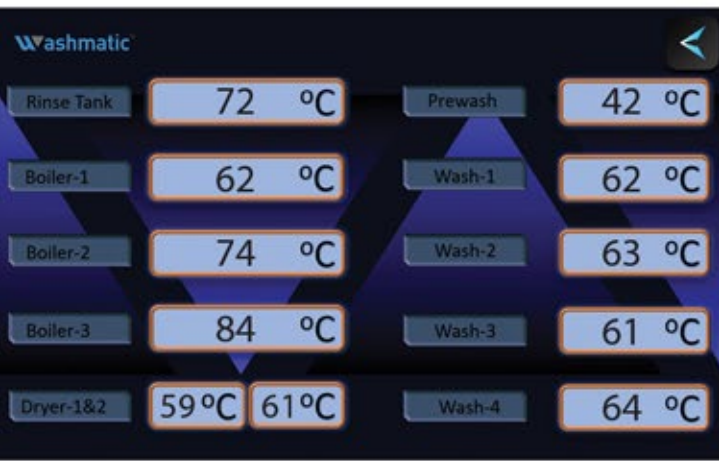 Washmatic
Rinse Tank 72 ºC Prewash 42 ºC
Boiler-1 62 ºC Wash-1 62 ºC
Boiler-2 74 ºC Wash-2 63 ºC
Boiler-3 84 ºC Wash-3 61 ºC
Dryer-1&2 59ºC 61ºC Wash-4 64 ºC